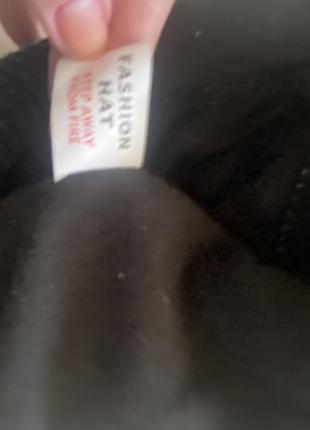 FASHION
HAT
KEEP AWAY
FROM FIRE